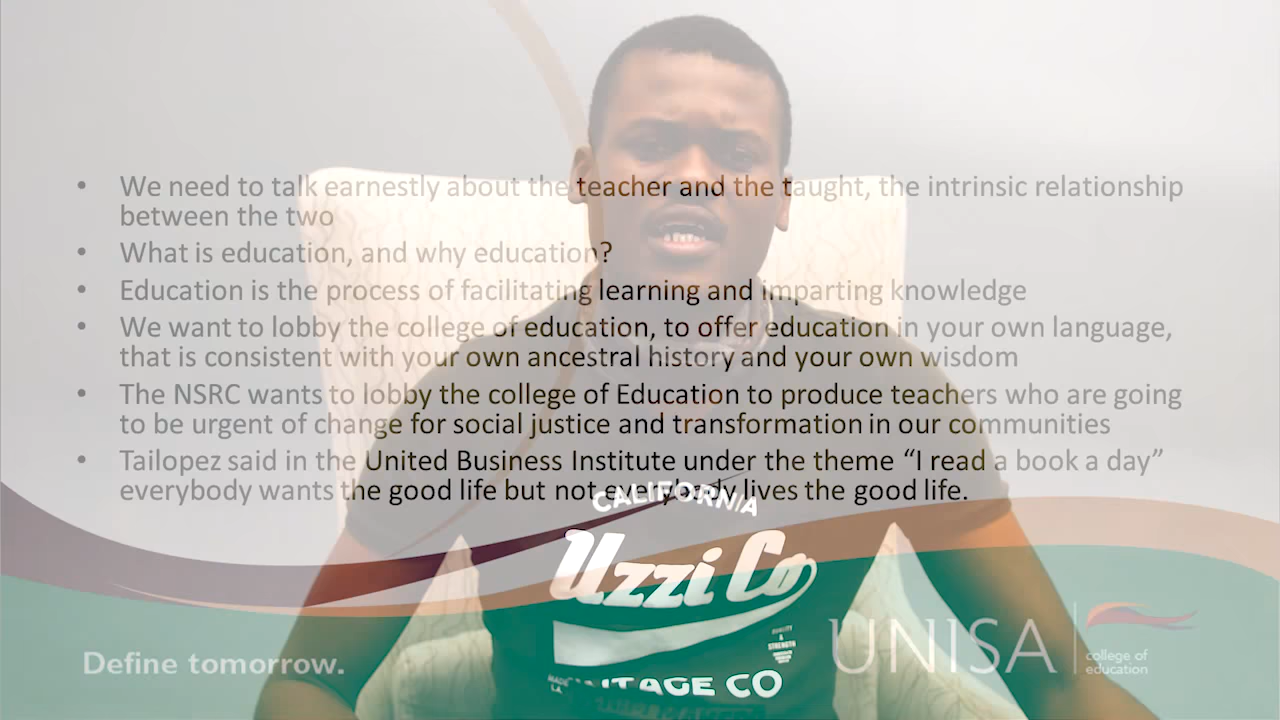 • We need to talk earnestly about the teacher and the taught, the intrinsic relationship
between the two
• What is education, and why education?
• Education is the process of facilitating learning and imparting knowledge
• We want to lobby the college of education, to offer education in your own language,
that is consistent with your own ancestral history and your own wisdom
• The NSRC wants to lobby the college of Education to produce teachers who are going
to be urgent of change for social justice and transformation in our communities
• Tailopez said in the United Business Institute under the theme “I read a book a day”
everybody wants the good life but not everybody lives the good life.
CALIFORNIA
Uzzi Co
QUALITY
&
STRENGTH
MADE
LA
ITAGE CO
Define tomorrow.
UNISA
college of
education